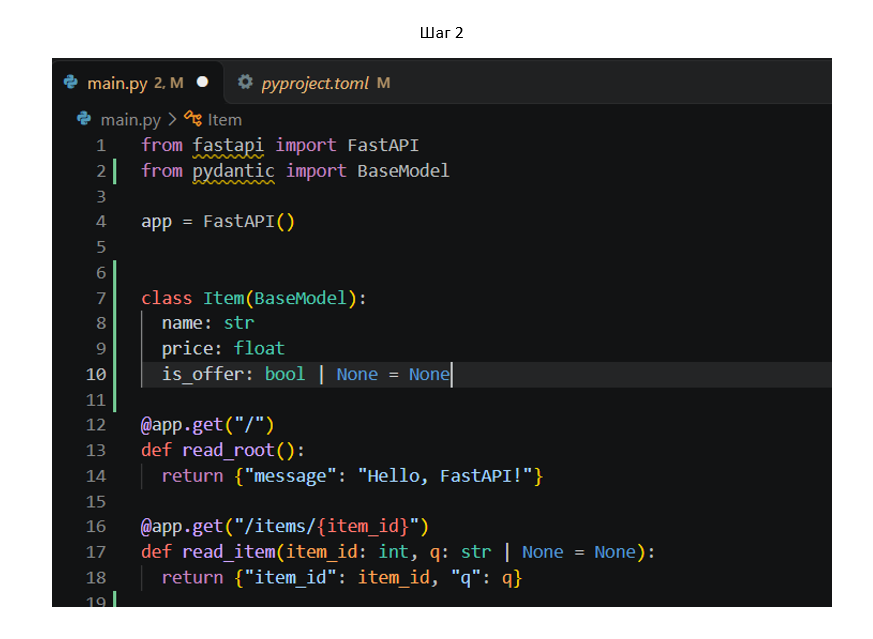 Шаг 2
main.py 2, M pyproject.toml M
main.py > Item
1 from fastapi import FastAPI
2 from pydantic import BaseModel
3
4 app = FastAPI()
5
6
7 class Item(BaseModel):
8 name: str
9 price: float
10 is_offer: bool | None = None
11
12 @app.get("/")
13 def read_root():
14 return {"message": "Hello, FastAPI!"}
15
16 @app.get("/items/{item_id}")
17 def read_item(item_id: int, q: str | None = None):
18 return {"item_id": item_id, "q": q}
19